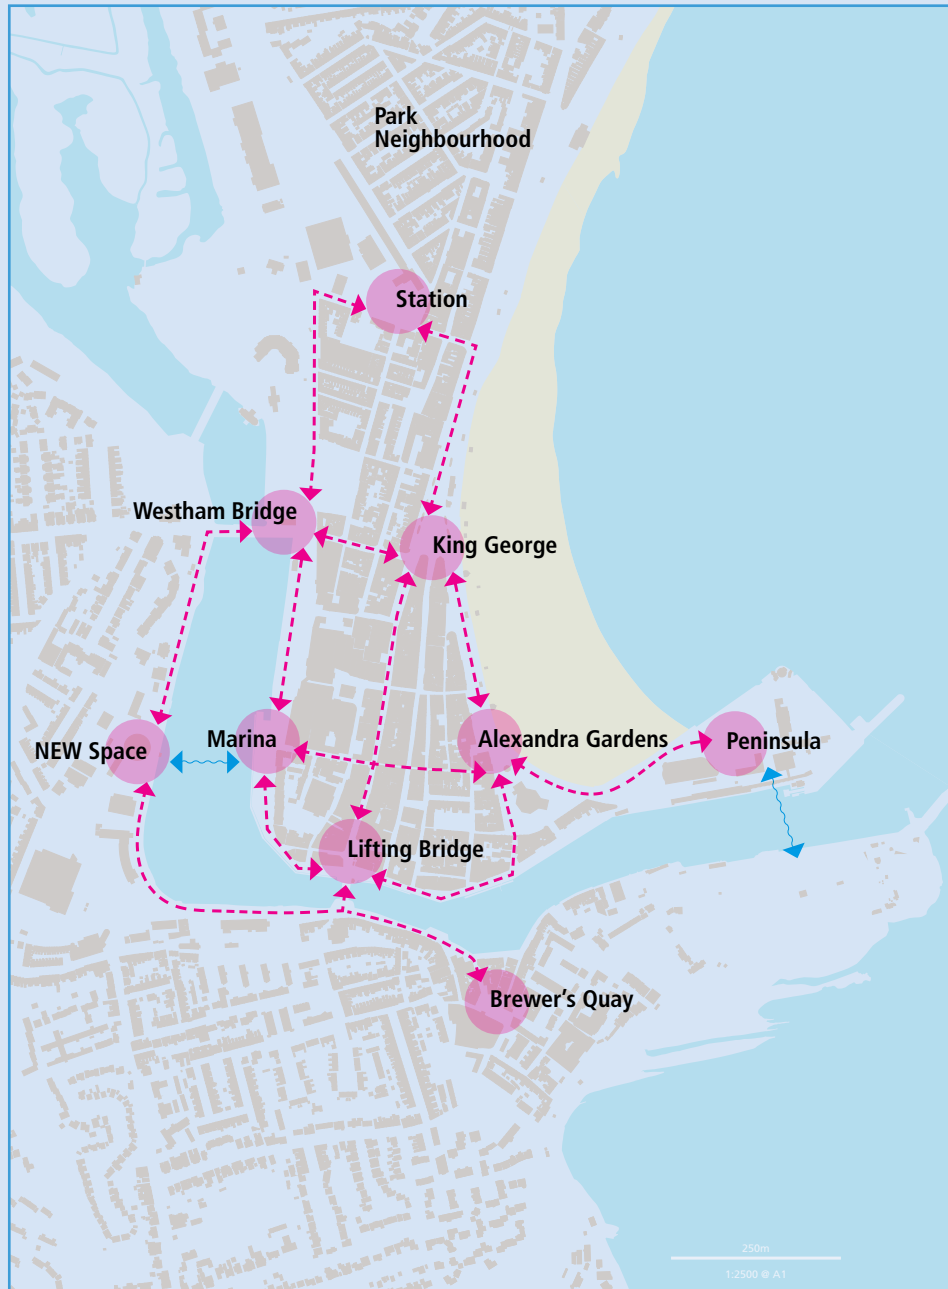 Park
Neighbourhood
Station
Westham Bridge
King George
NEW Space
Marina
Alexandra Gardens
Peninsula
Lifting Bridge
Brewer's Quay
250m
1:2500 @ A1